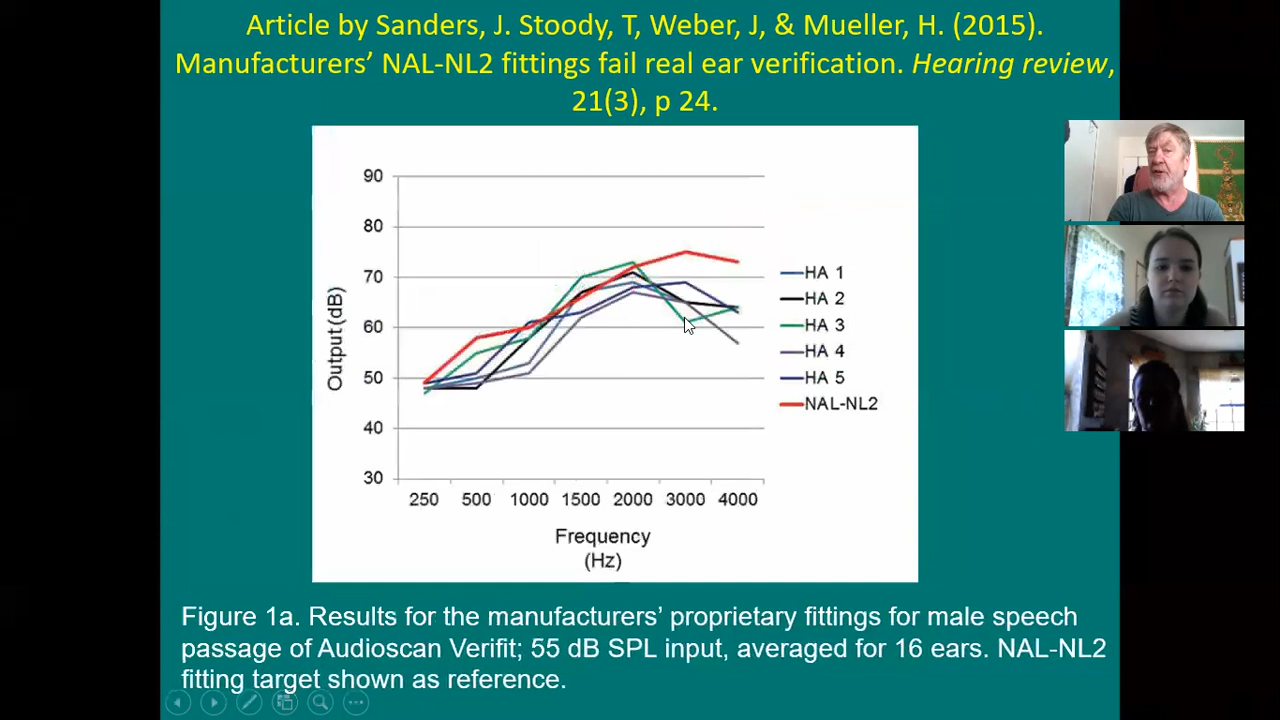 Article by Sanders, J. Stoody, T, Weber, J, & Mueller, H. (2015).
Manufacturers’ NAL-NL2 fittings fail real ear verification. Hearing review,
21(3), p 24.
90
80
70
60
50
40
30
Output (dB)
250 500 1000 1500 2000 3000 4000
Frequency
(Hz)
HA 1
HA 2
HA 3
HA 4
HA 5
NAL-NL2
Figure 1a. Results for the manufacturers’ proprietary fittings for male speech
passage of Audioscan Verifit; 55 dB SPL input, averaged for 16 ears. NAL-NL2
fitting target shown as reference.